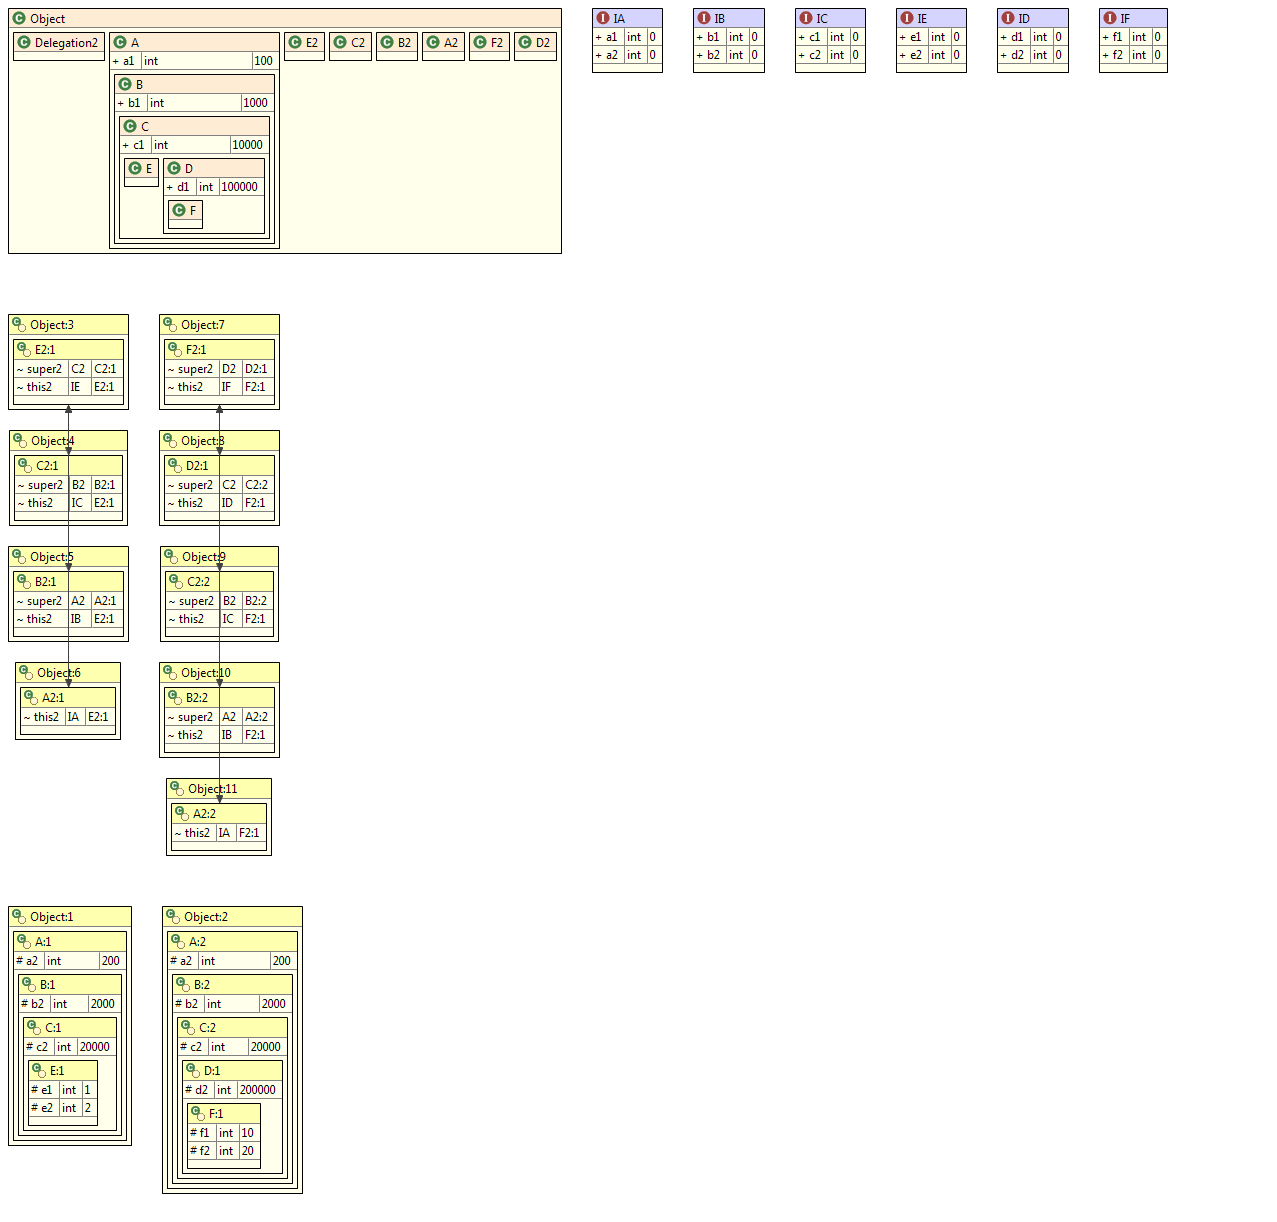 Object
Delegation2 A E2 C2 B2 A2 F2 D2
+ a1 int 100
B
+ b1 int 1000
C
+ c1 int 10000
E D
+ d1 int 100000
F
IA IB IC IE ID IF
+ a1 int 0 + b1 int 0 + c1 int 0 + e1 int 0 + d1 int 0 + f1 int 0
+ a2 int 0 + b2 int 0 + c2 int 0 + e2 int 0 + d2 int 0 + f2 int 0
Object:3
E2:1
~ super2 C2 C2:1
~ this2 IE E2:1
Object:4
C2:1
~ super2 B2 B2:1
~ this2 IC E2:1
Object:5
B2:1
~ super2 A2 A2:1
~ this2 IB E2:1
Object:6
A2:1
~ this2 IA E2:1
Object:7
F2:1
~ super2 D2 D2:1
~ this2 IF F2:1
Object:8
D2:1
~ super2 C2 C2:2
~ this2 ID F2:1
Object:9
C2:2
~ super2 B2 B2:2
~ this2 IC F2:1
Object:10
B2:2
~ super2 A2 A2:2
~ this2 IB F2:1
Object:11
A2:2
~ this2 IA F2:1
Object:1
A:1
# a2 int 200
B:1
# b2 int 2000
C:1
# c2 int 20000
E:1
# e1 int 1
# e2 int 2
Object:2
A:2
# a2 int 200
B:2
# b2 int 2000
C:2
# c2 int 20000
D:1
# d2 int 200000
F:1
# f1 int 10
# f2 int 20